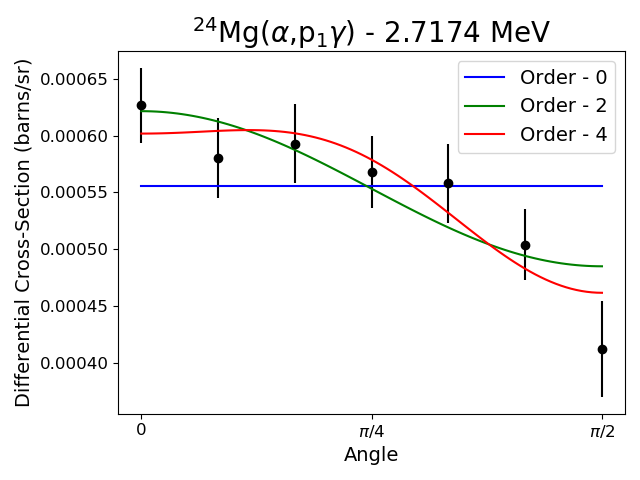 ²⁴Mg(α,p₁γ) - 2.7174 MeV
Differential Cross-Section (barns/sr)
0.00065
0.00060
0.00055
0.00050
0.00045
0.00040
Order - 0
Order - 2
Order - 4
0
π/4
π/2
Angle